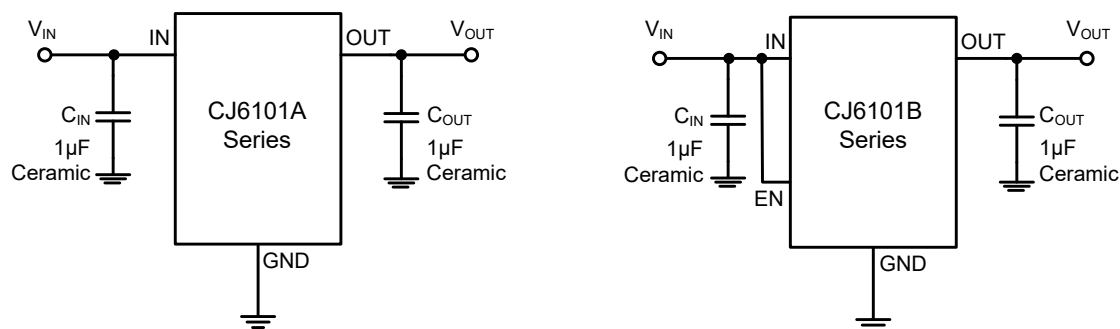 VIN
IN
OUT
VOUT
CIN
1µF
Ceramic
CJ6101A
Series
COUT
1µF
Ceramic
GND
VIN
IN
OUT
VOUT
CIN
1µF
Ceramic
EN
CJ6101B
Series
COUT
1µF
Ceramic
GND